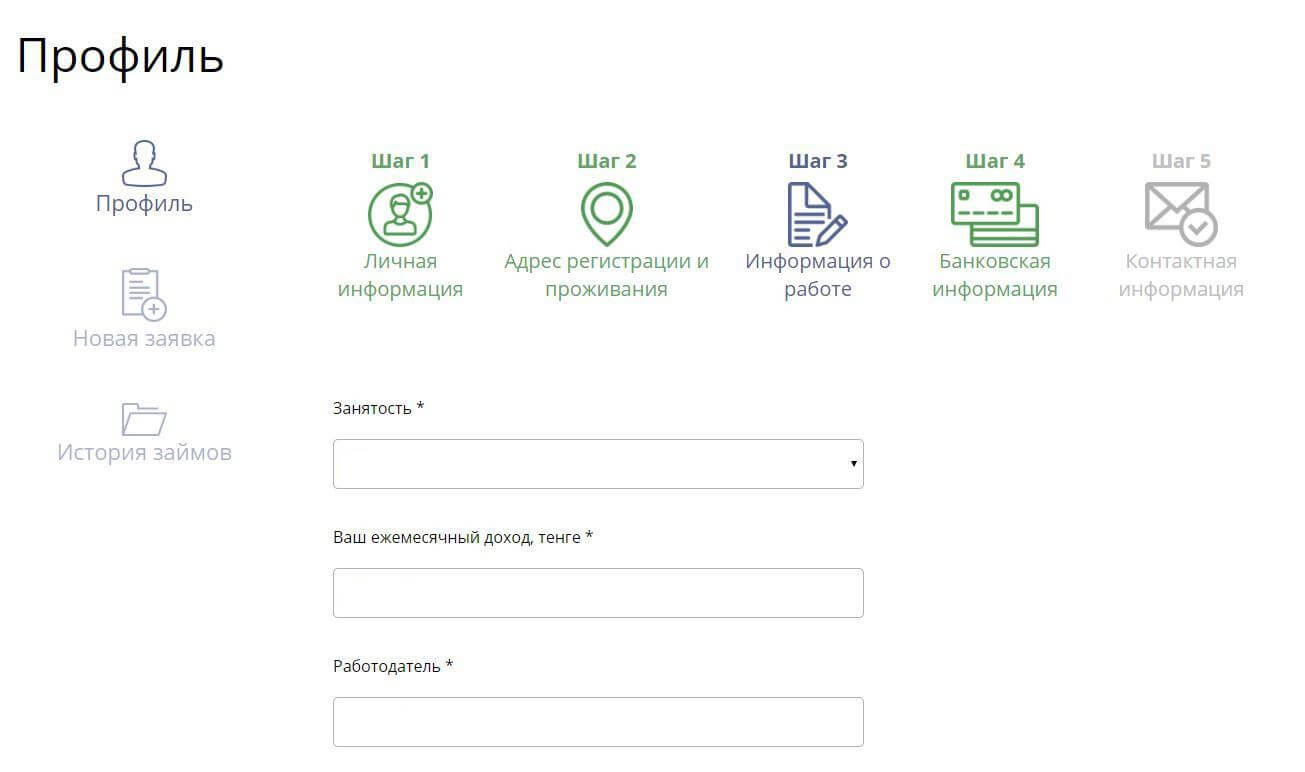 Профиль
Профиль
Новая заявка
История займов
Шаг 1
Личная
информация
Шаг 2
Адрес регистрации и
проживания
Шаг 3
Информация о
работе
Шаг 4
Банковская
информация
Шаг 5
Контактная
информация
Занятость *
Ваш ежемесячный доход, тенге *
Работодатель *